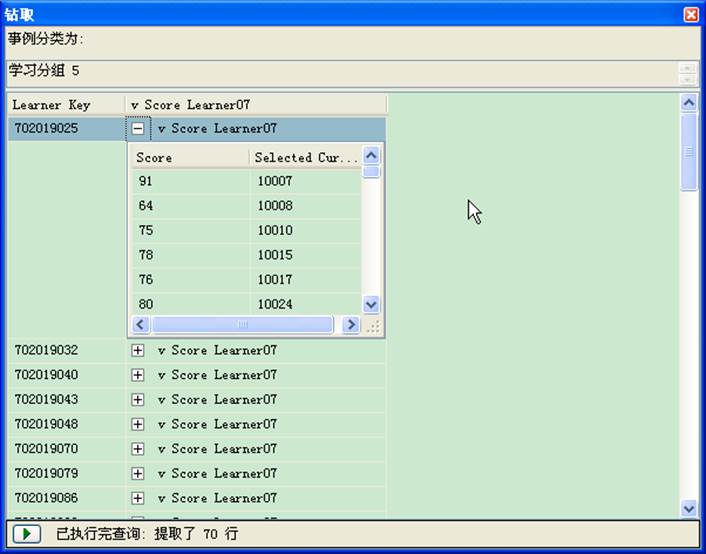 钻取
事例分类为:
学习分组 5
Learner Key v Score Learner07
702019025 v Score Learner07
Score Selected Cur...
91 10007
64 10008
75 10010
78 10015
76 10017
80 10024
702019032 v Score Learner07
702019040 v Score Learner07
702019043 v Score Learner07
702019048 v Score Learner07
702019070 v Score Learner07
702019079 v Score Learner07
702019086 v Score Learner07
已执行完查询: 提取了 70 行